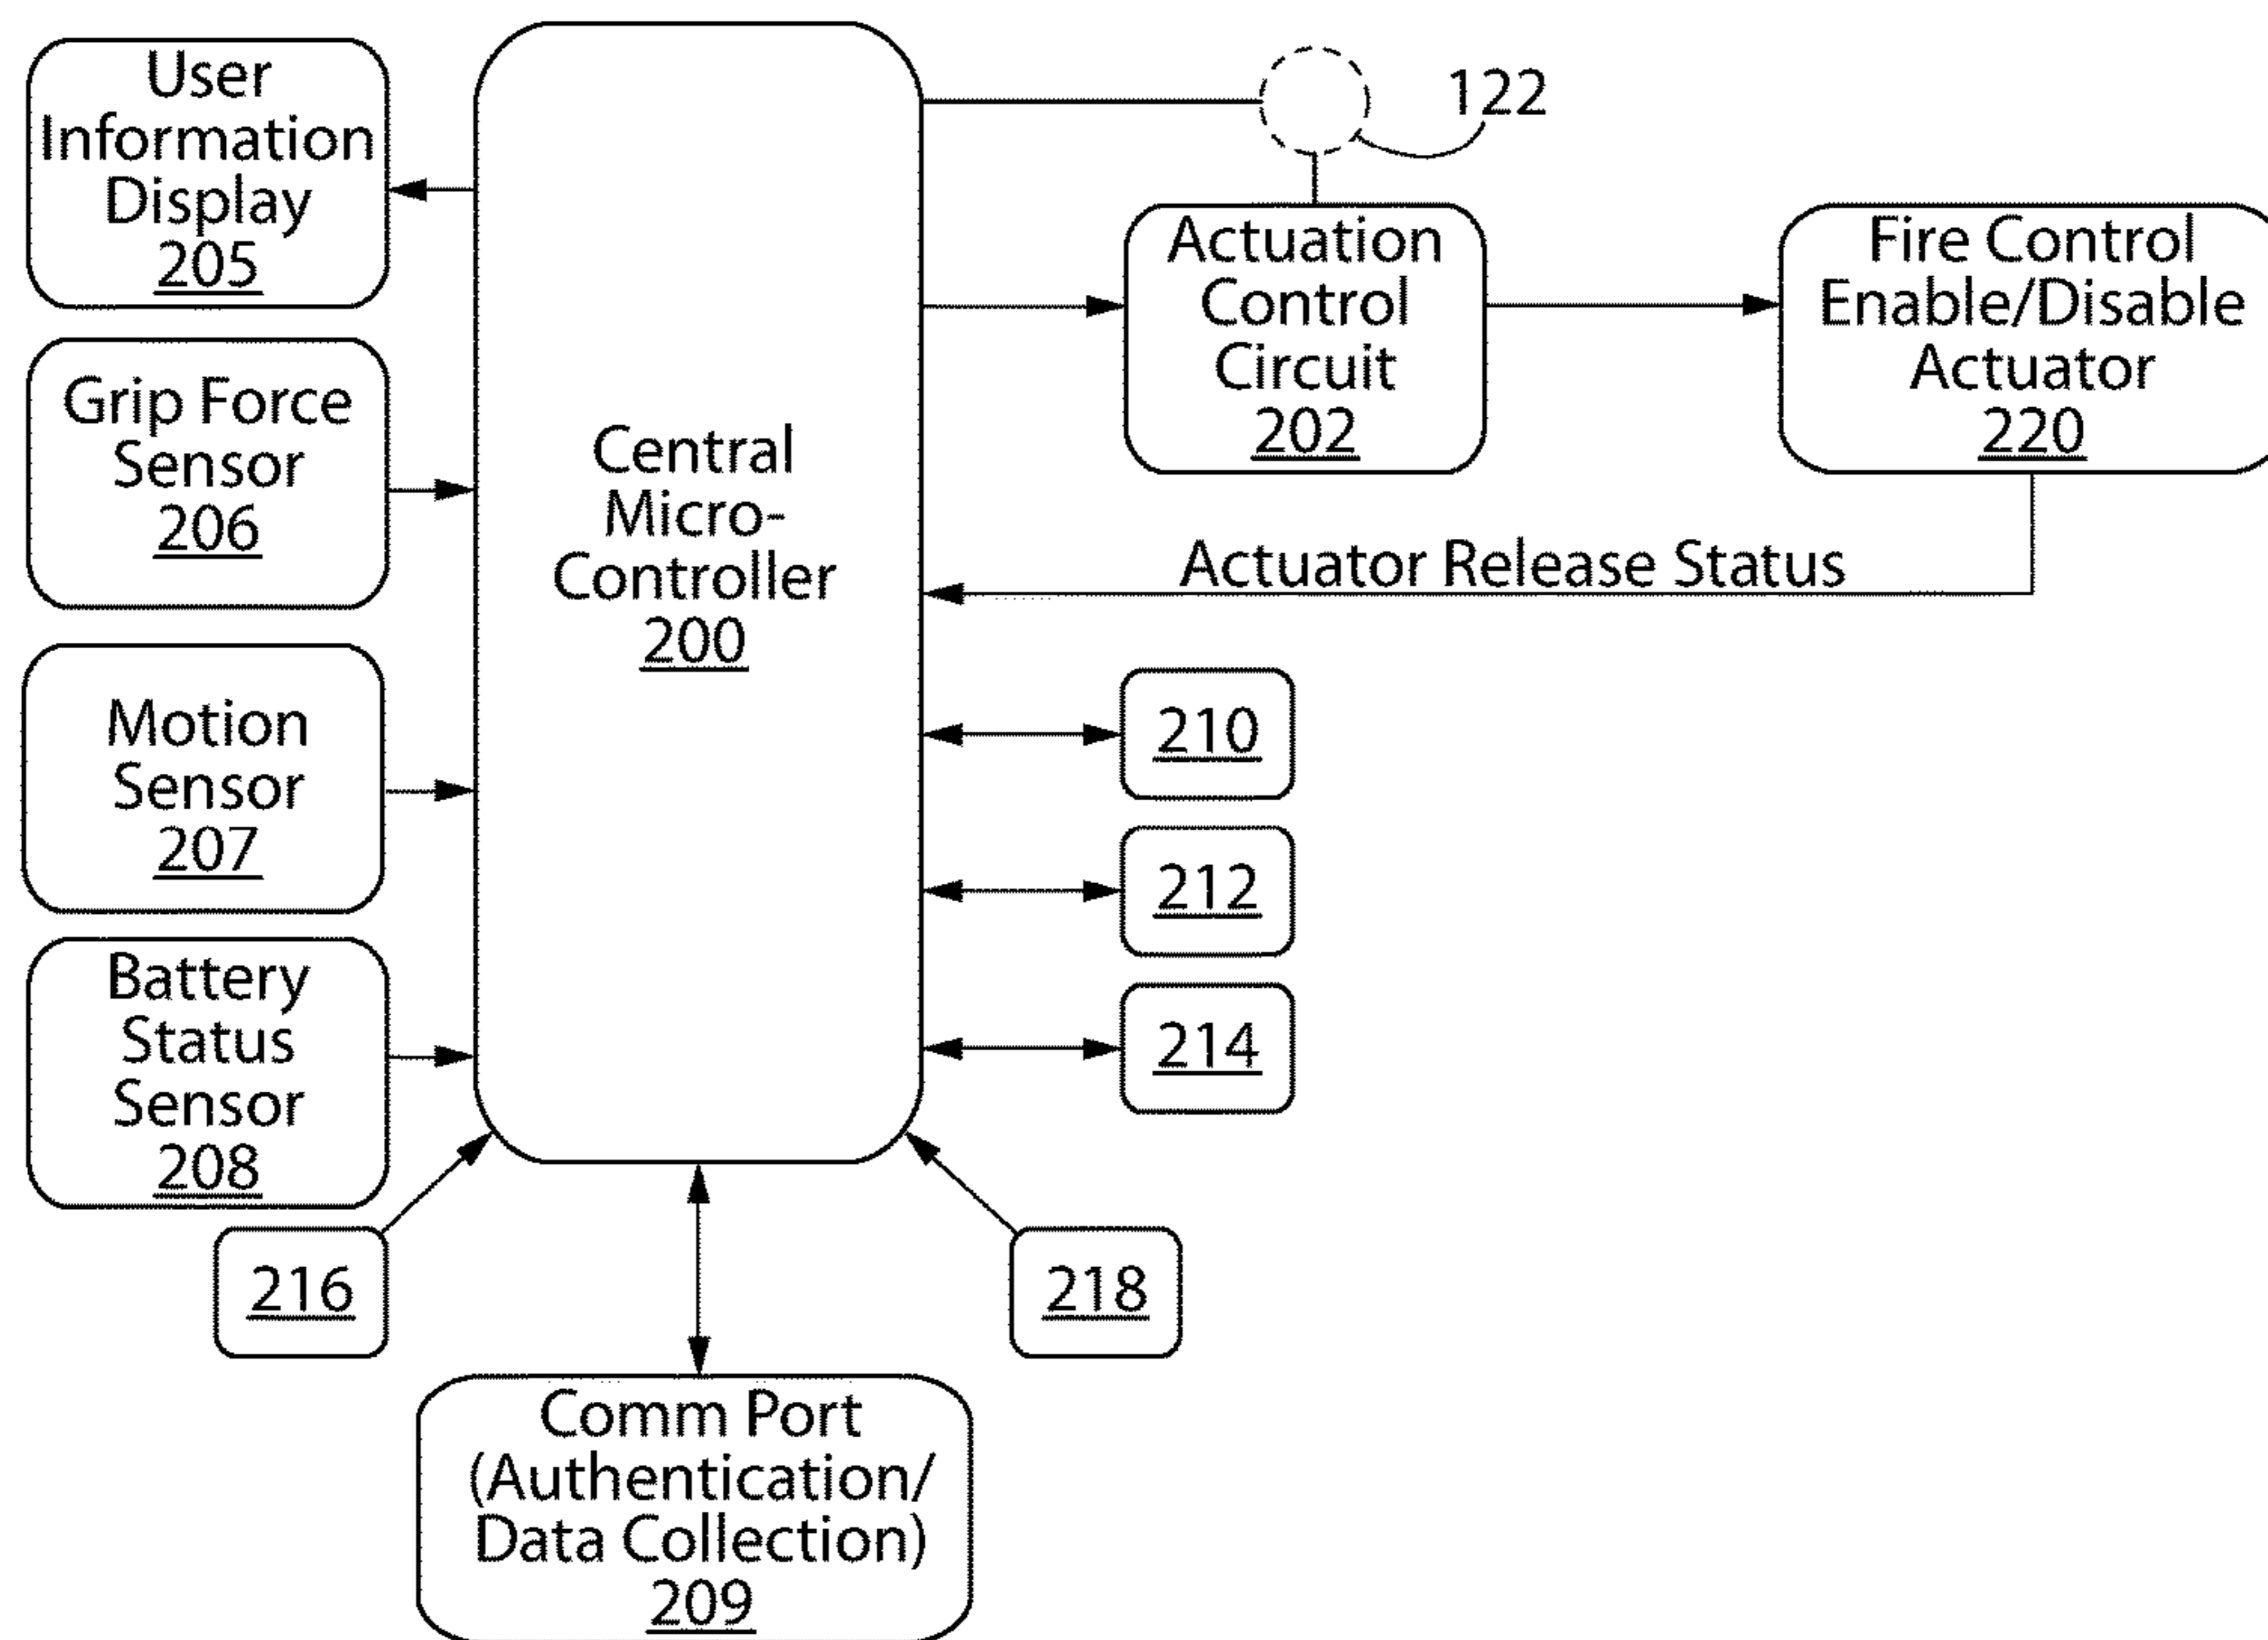 User
Information
Display
205
Grip Force
Sensor
206
Motion
Sensor
207
Battery
Status
Sensor
208
216
Central
Micro-
Controller
200
122
Actuation
Control
Circuit
202
Fire Control
Enable/Disable
Actuator
220
Actuator Release Status
210
212
214
218
Comm Port
(Authentication/
Data Collection)
209